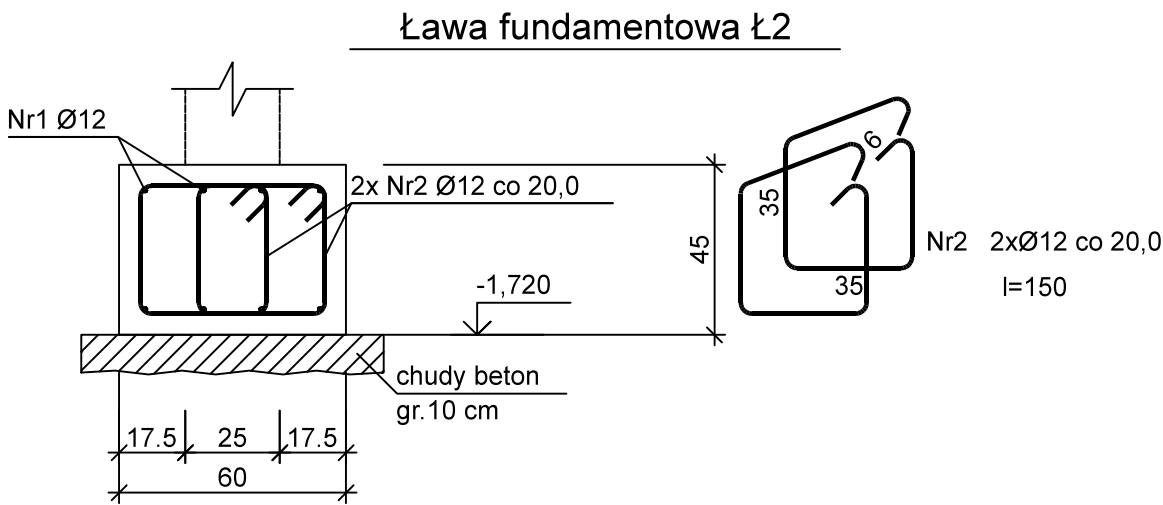 Ława fundamentowa Ł2
Nr1 Ø12
2x Nr2 Ø12 co 20,0
45
-1,720
chudy beton
gr.10 cm
17.5
25
17.5
60
6
35
35
Nr2 2xØ12 co 20,0
l=150